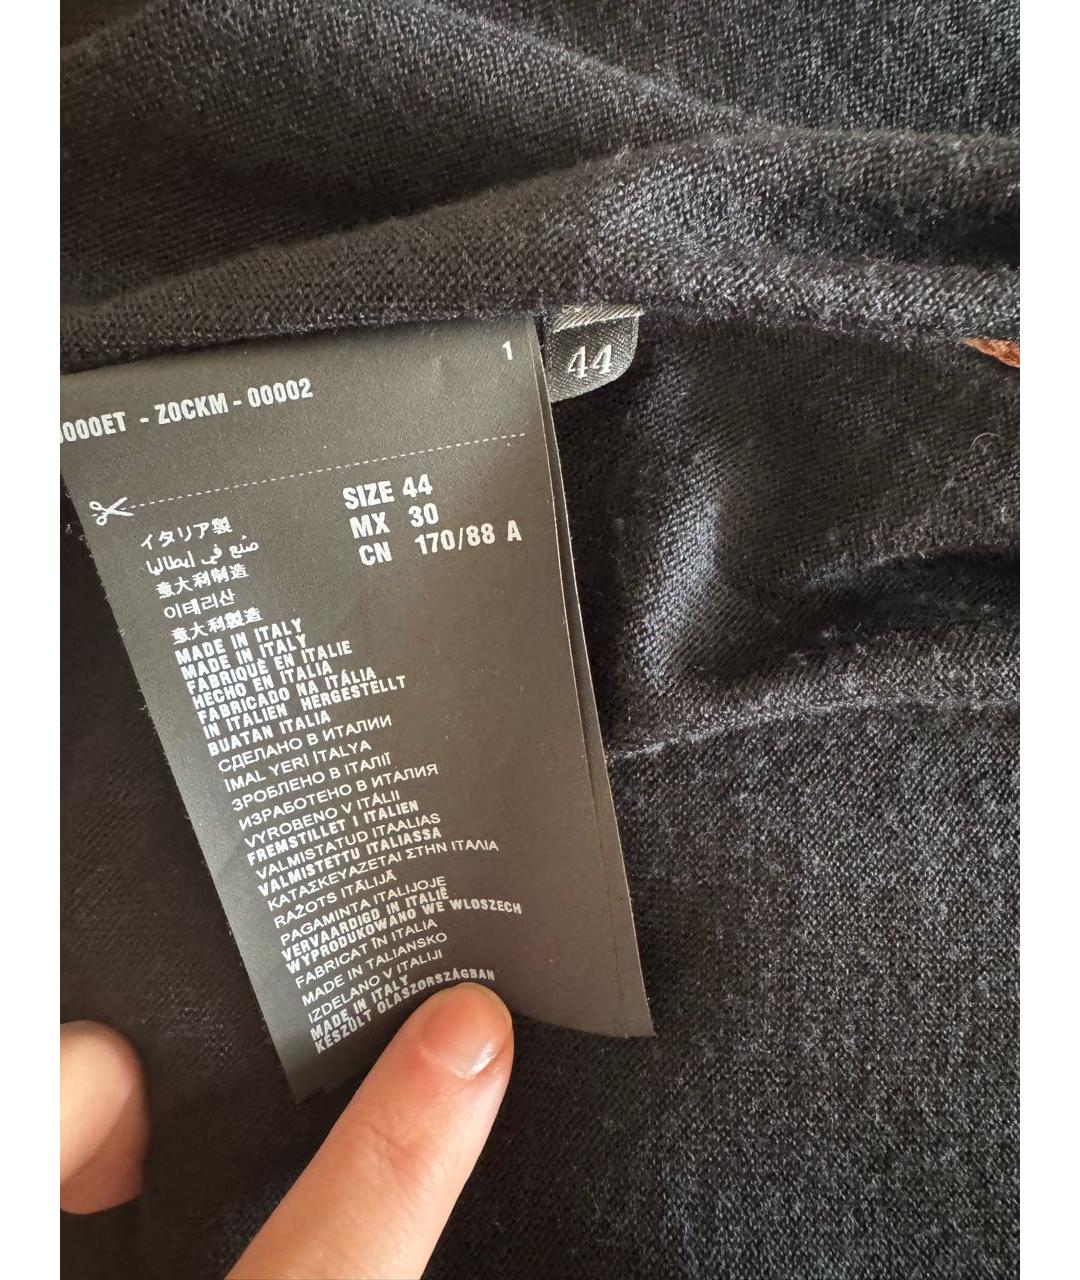 1
000ET - Z0CKM - 00002
44
SIZE 44
MX 30
CN 170/88 A
イタリア製
صنع في إيطاليا
意大利制造
이태리산
意大利製造
MADE IN ITALY
MADE IN ITALY
FABRIQUÈ EN ITALIE
HECHO EN ITALIA
FABRICADO NA ITÁLIA
IN ITALIEN HERGESTELLT
BUATAN ITALIA
СДЕЛАНО В ИТАЛИИ
IMAL YERİ İTALYA
ЗРОБЛЕНО В ІТАЛІЇ
ИЗРАБОТЕНО В ИТАЛИЯ
VYROBENO V ITÁLII
FREMSTILLET I ITALIEN
VALMISTATUD ITAALIAS
VALMISTETTU ITALIASSA
ΚΑΤΑΣΚΕΥΑΖΕΤΑΙ ΣΤΗΝ ΙΤΑΛΙΑ
RAŽOTS ITĀLIJĀ
PAGAMINTA ITALIJOJE
VERVAARDIGD IN ITALIË
WYPRODUKOWANO WE WLOSZECH
FABRICAT ÎN ITALIA
MADE IN TALIANSKO
IZDELANO V ITALIJI
MADE IN ITALY
KÉSZÜLT OLASZORSZÁGBAN